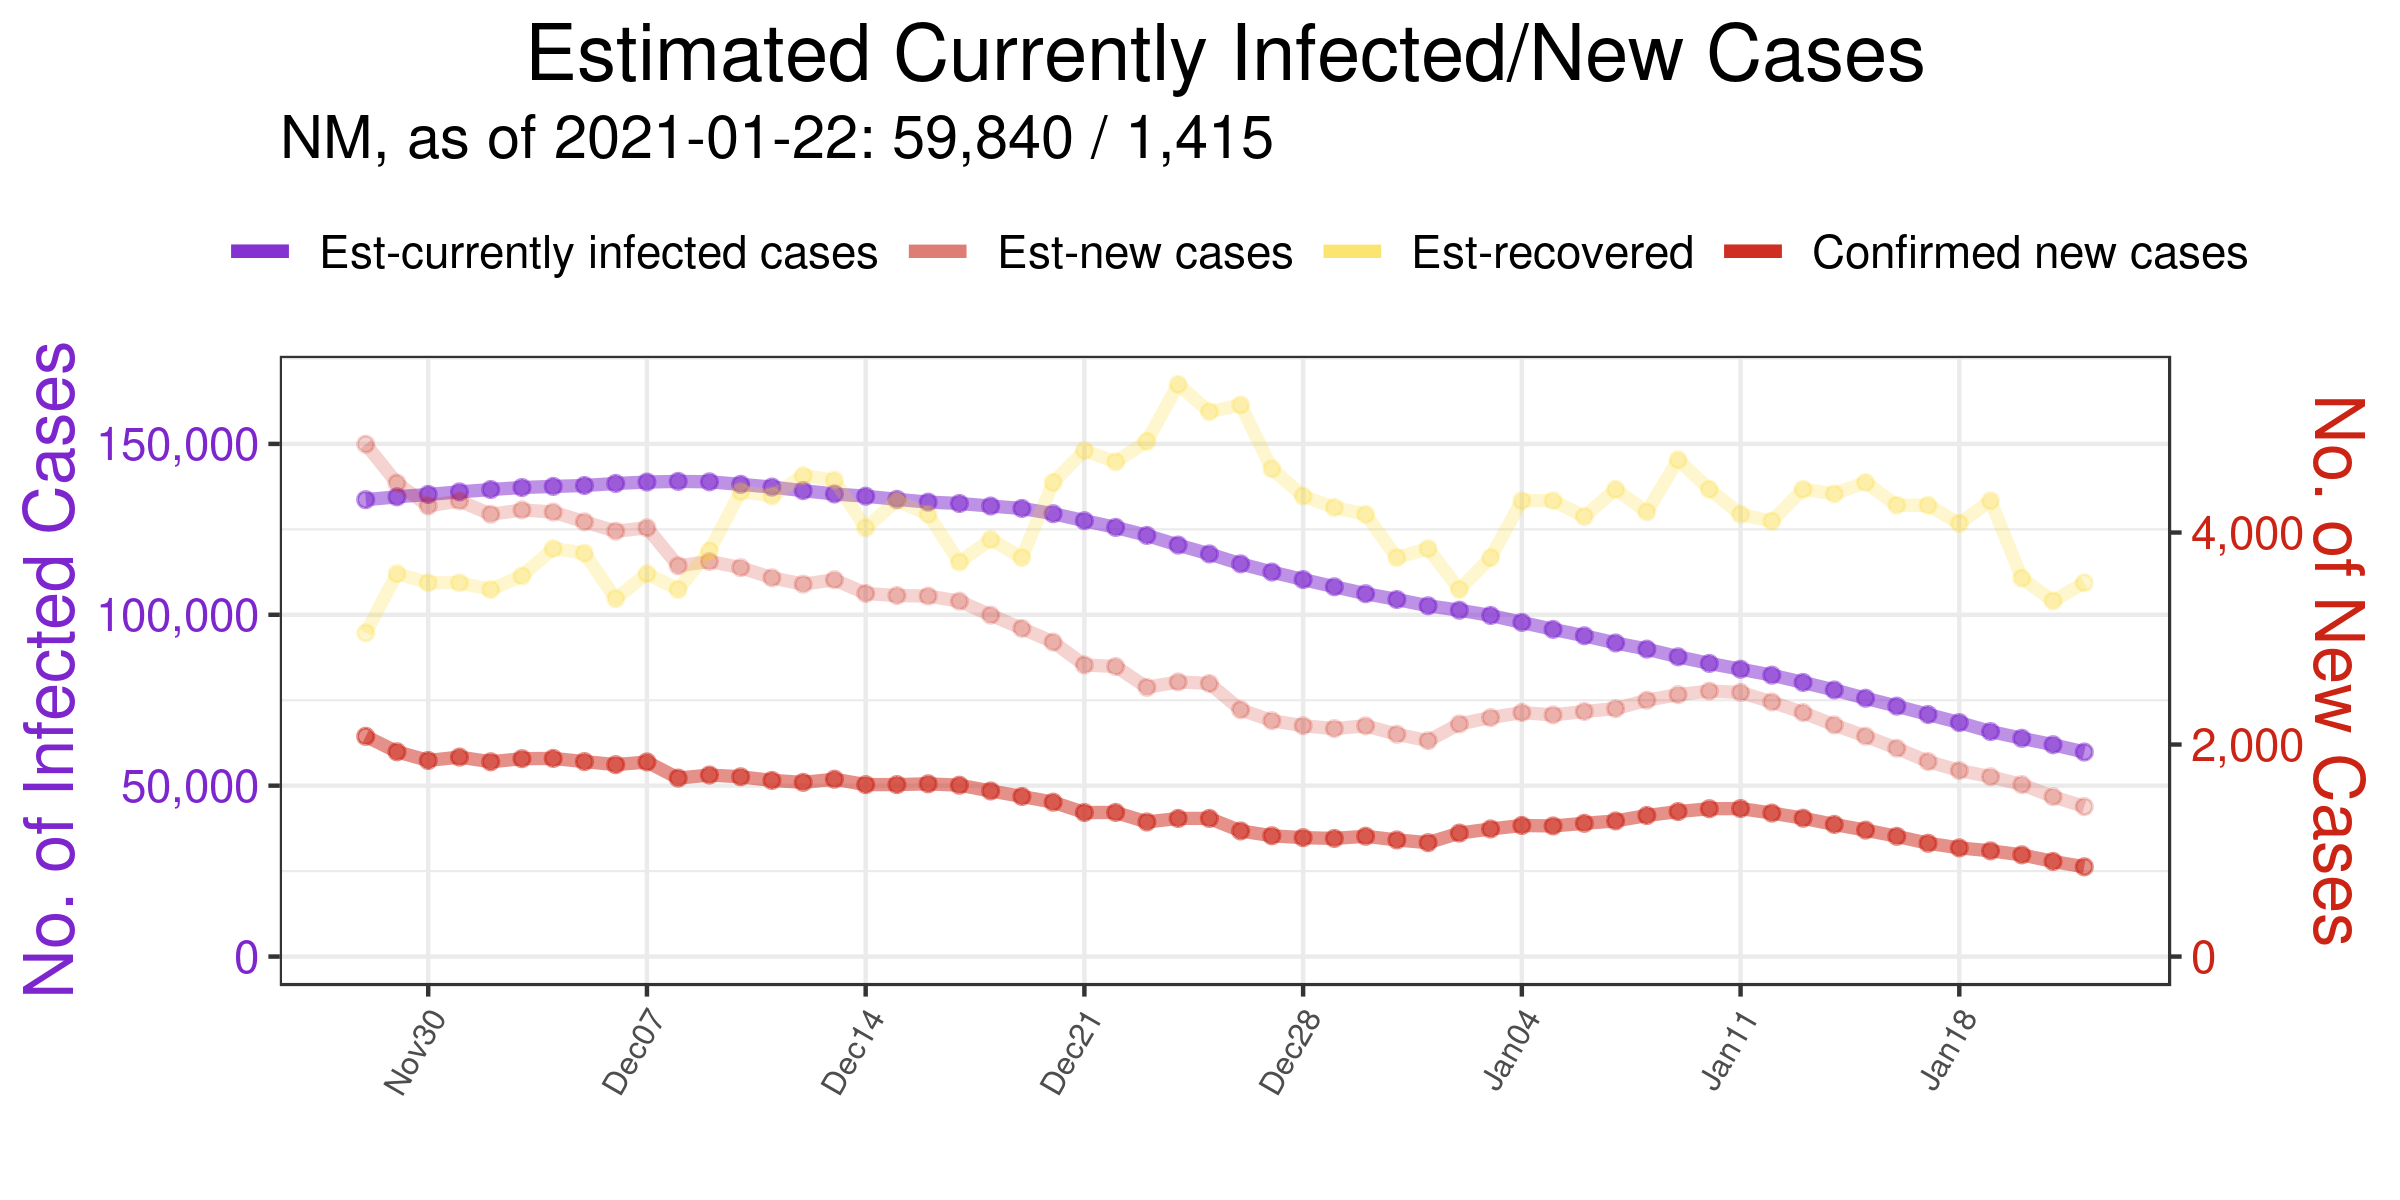 Estimated Currently Infected/New Cases
NM, as of 2021-01-22: 59,840 / 1,415
Est-currently infected cases Est-new cases Est-recovered Confirmed new cases
No. of Infected Cases
150,000
100,000
50,000
0
4,000
2,000
0
No. of New Cases
Nov30 Dec07 Dec14 Dec21 Dec28 Jan04 Jan11 Jan18